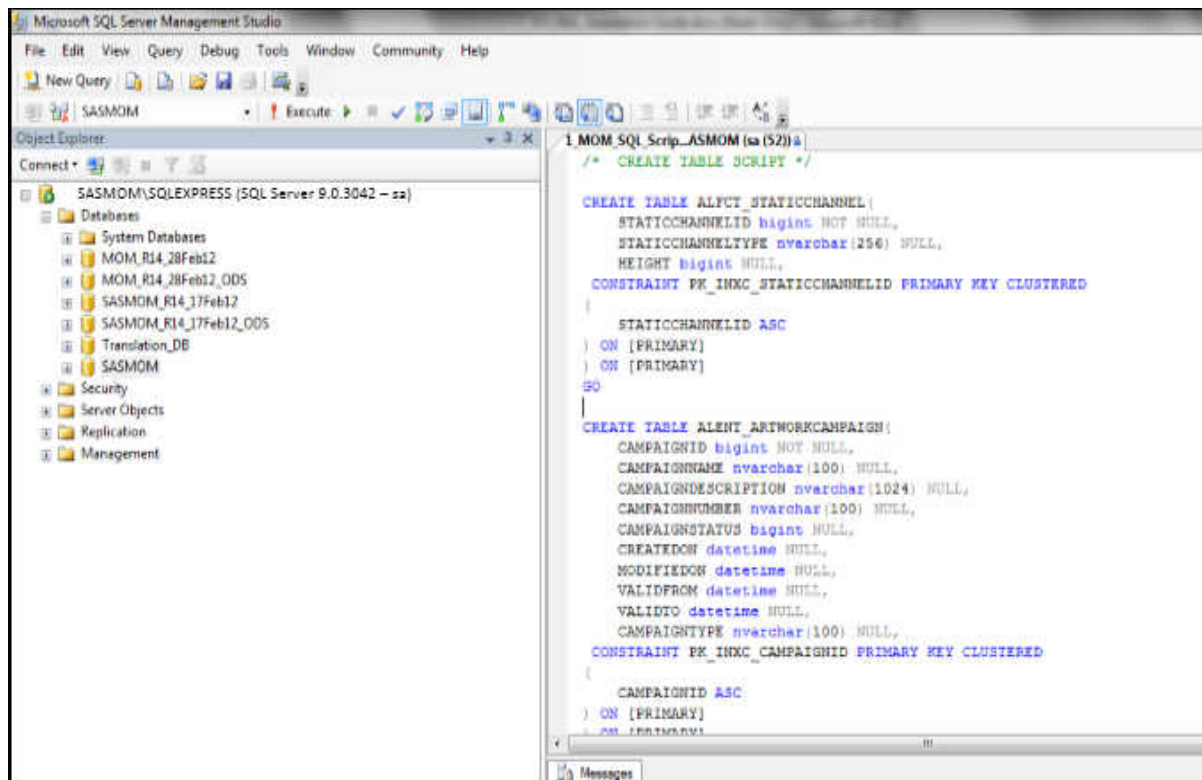 Microsoft SQL Server Management Studio
File Edit View Query Debug Tools Window Community Help
New Query
SASMOM
Execute
Object Explorer
Connect
SASMOM\SQLEXPRESS (SQL Server 9.0.3042 – sa)
Databases
System Databases
MOM_R14_28Feb12
MOM_R14_28Feb12_ODS
SASMOM_R14_17Feb12
SASMOM_R14_17Feb12_ODS
Translation_DB
SASMOM
Security
Server Objects
Replication
Management
1_MOM_SQL_Scrip...ASMOM (sa (52))
/* CREATE TABLE SCRIPT */
CREATE TABLE ALFCT_STATICCHANNEL(
STATICCHANNELID bigint NOT NULL,
STATICCHANNELTYPE nvarchar(256) NULL,
HEIGHT bigint NULL,
CONSTRAINT PK_INXC_STATICCHANNELID PRIMARY KEY CLUSTERED
(
STATICCHANNELID ASC
) ON [PRIMARY]
) ON [PRIMARY]
GO
CREATE TABLE ALENT_ARTWORKCAMPAIGN(
CAMPAIGNID bigint NOT NULL,
CAMPAIGNNAME nvarchar(100) NULL,
CAMPAIGNDESCRIPTION nvarchar(1024) NULL,
CAMPAIGNNUMBER nvarchar(100) NULL,
CAMPAIGNSTATUS bigint NULL,
CREATEDON datetime NULL,
MODIFIEDON datetime NULL,
VALIDFROM datetime NULL,
VALIDTO datetime NULL,
CAMPAIGNTYPE nvarchar(100) NULL,
CONSTRAINT PK_INXC_CAMPAIGNID PRIMARY KEY CLUSTERED
(
CAMPAIGNID ASC
) ON [PRIMARY]
) ON [PRIMARY]
Messages